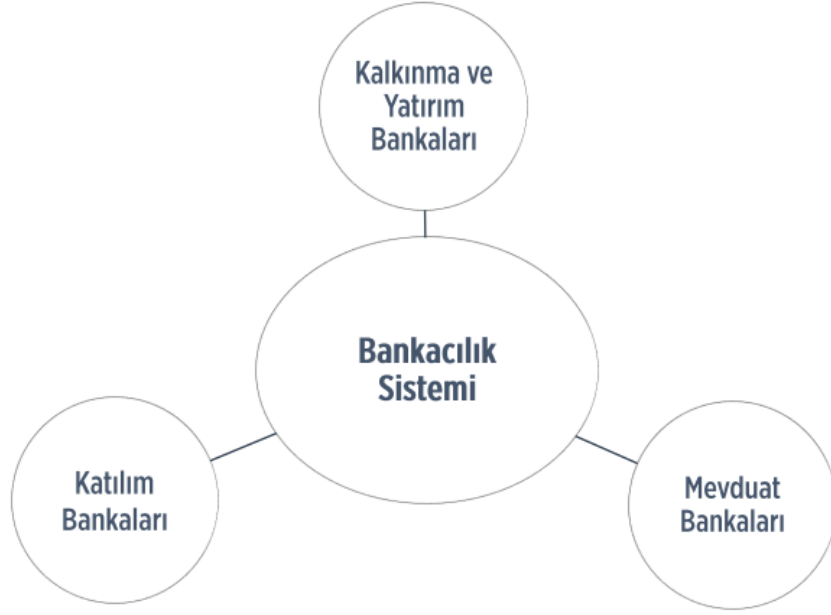 Kalkınma ve
Yatırım
Bankaları
Bankacılık
Sistemi
Katılım
Bankaları
Mevduat
Bankaları